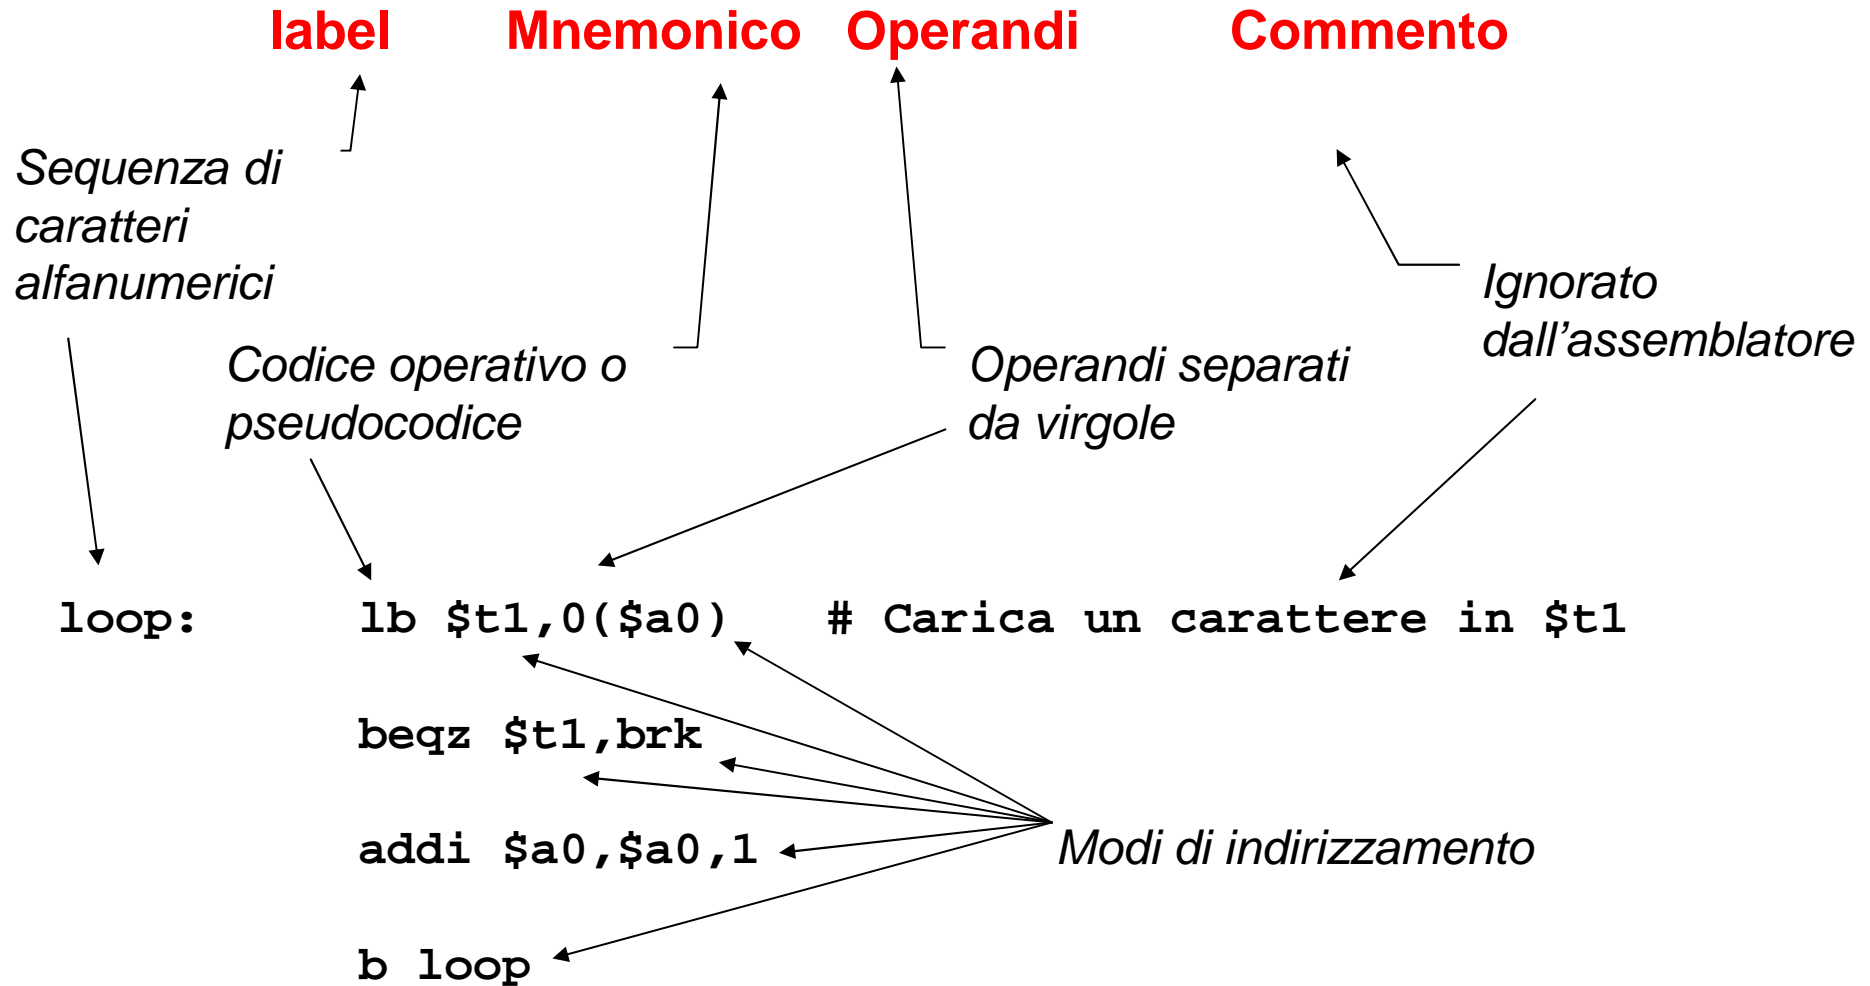 label Mnemonico Operandi Commento
Sequenza di
caratteri
alfanumerici
Ignorato
dall’assemblatore
Codice operativo o
pseudocodice
Operandi separati
da virgole
loop: lb $t1,0($a0) # Carica un carattere in $t1
beqz $t1,brk
addi $a0,$a0,1
Modi di indirizzamento
b loop